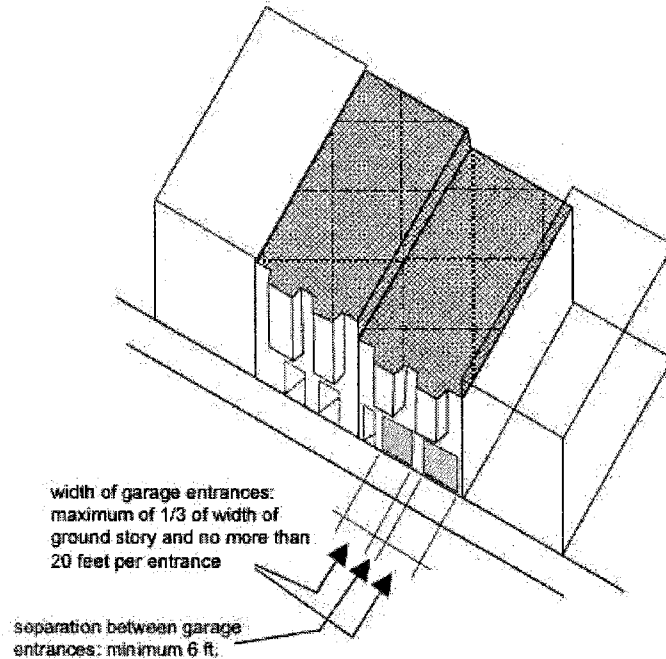 width of garage entrances:
maximum of 1/3 of width of
ground story and no more than
20 feet per entrance
separation between garage
entrances: minimum 6 ft.